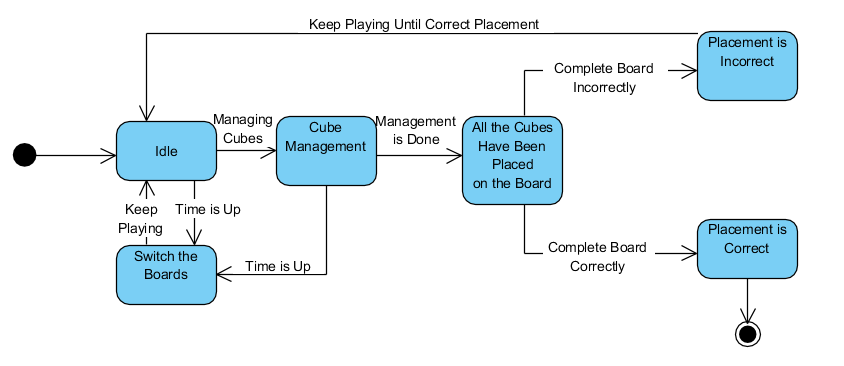 Keep Playing Until Correct Placement
Placement is
Incorrect
Complete Board
Incorrectly
Managing
Cubes
Cube
Management
Management
is Done
All the Cubes
Have Been
Placed
on the Board
Idle
Keep
Playing
Time is Up
Switch the
Boards
Time is Up
Complete Board
Correctly
Placement is
Correct